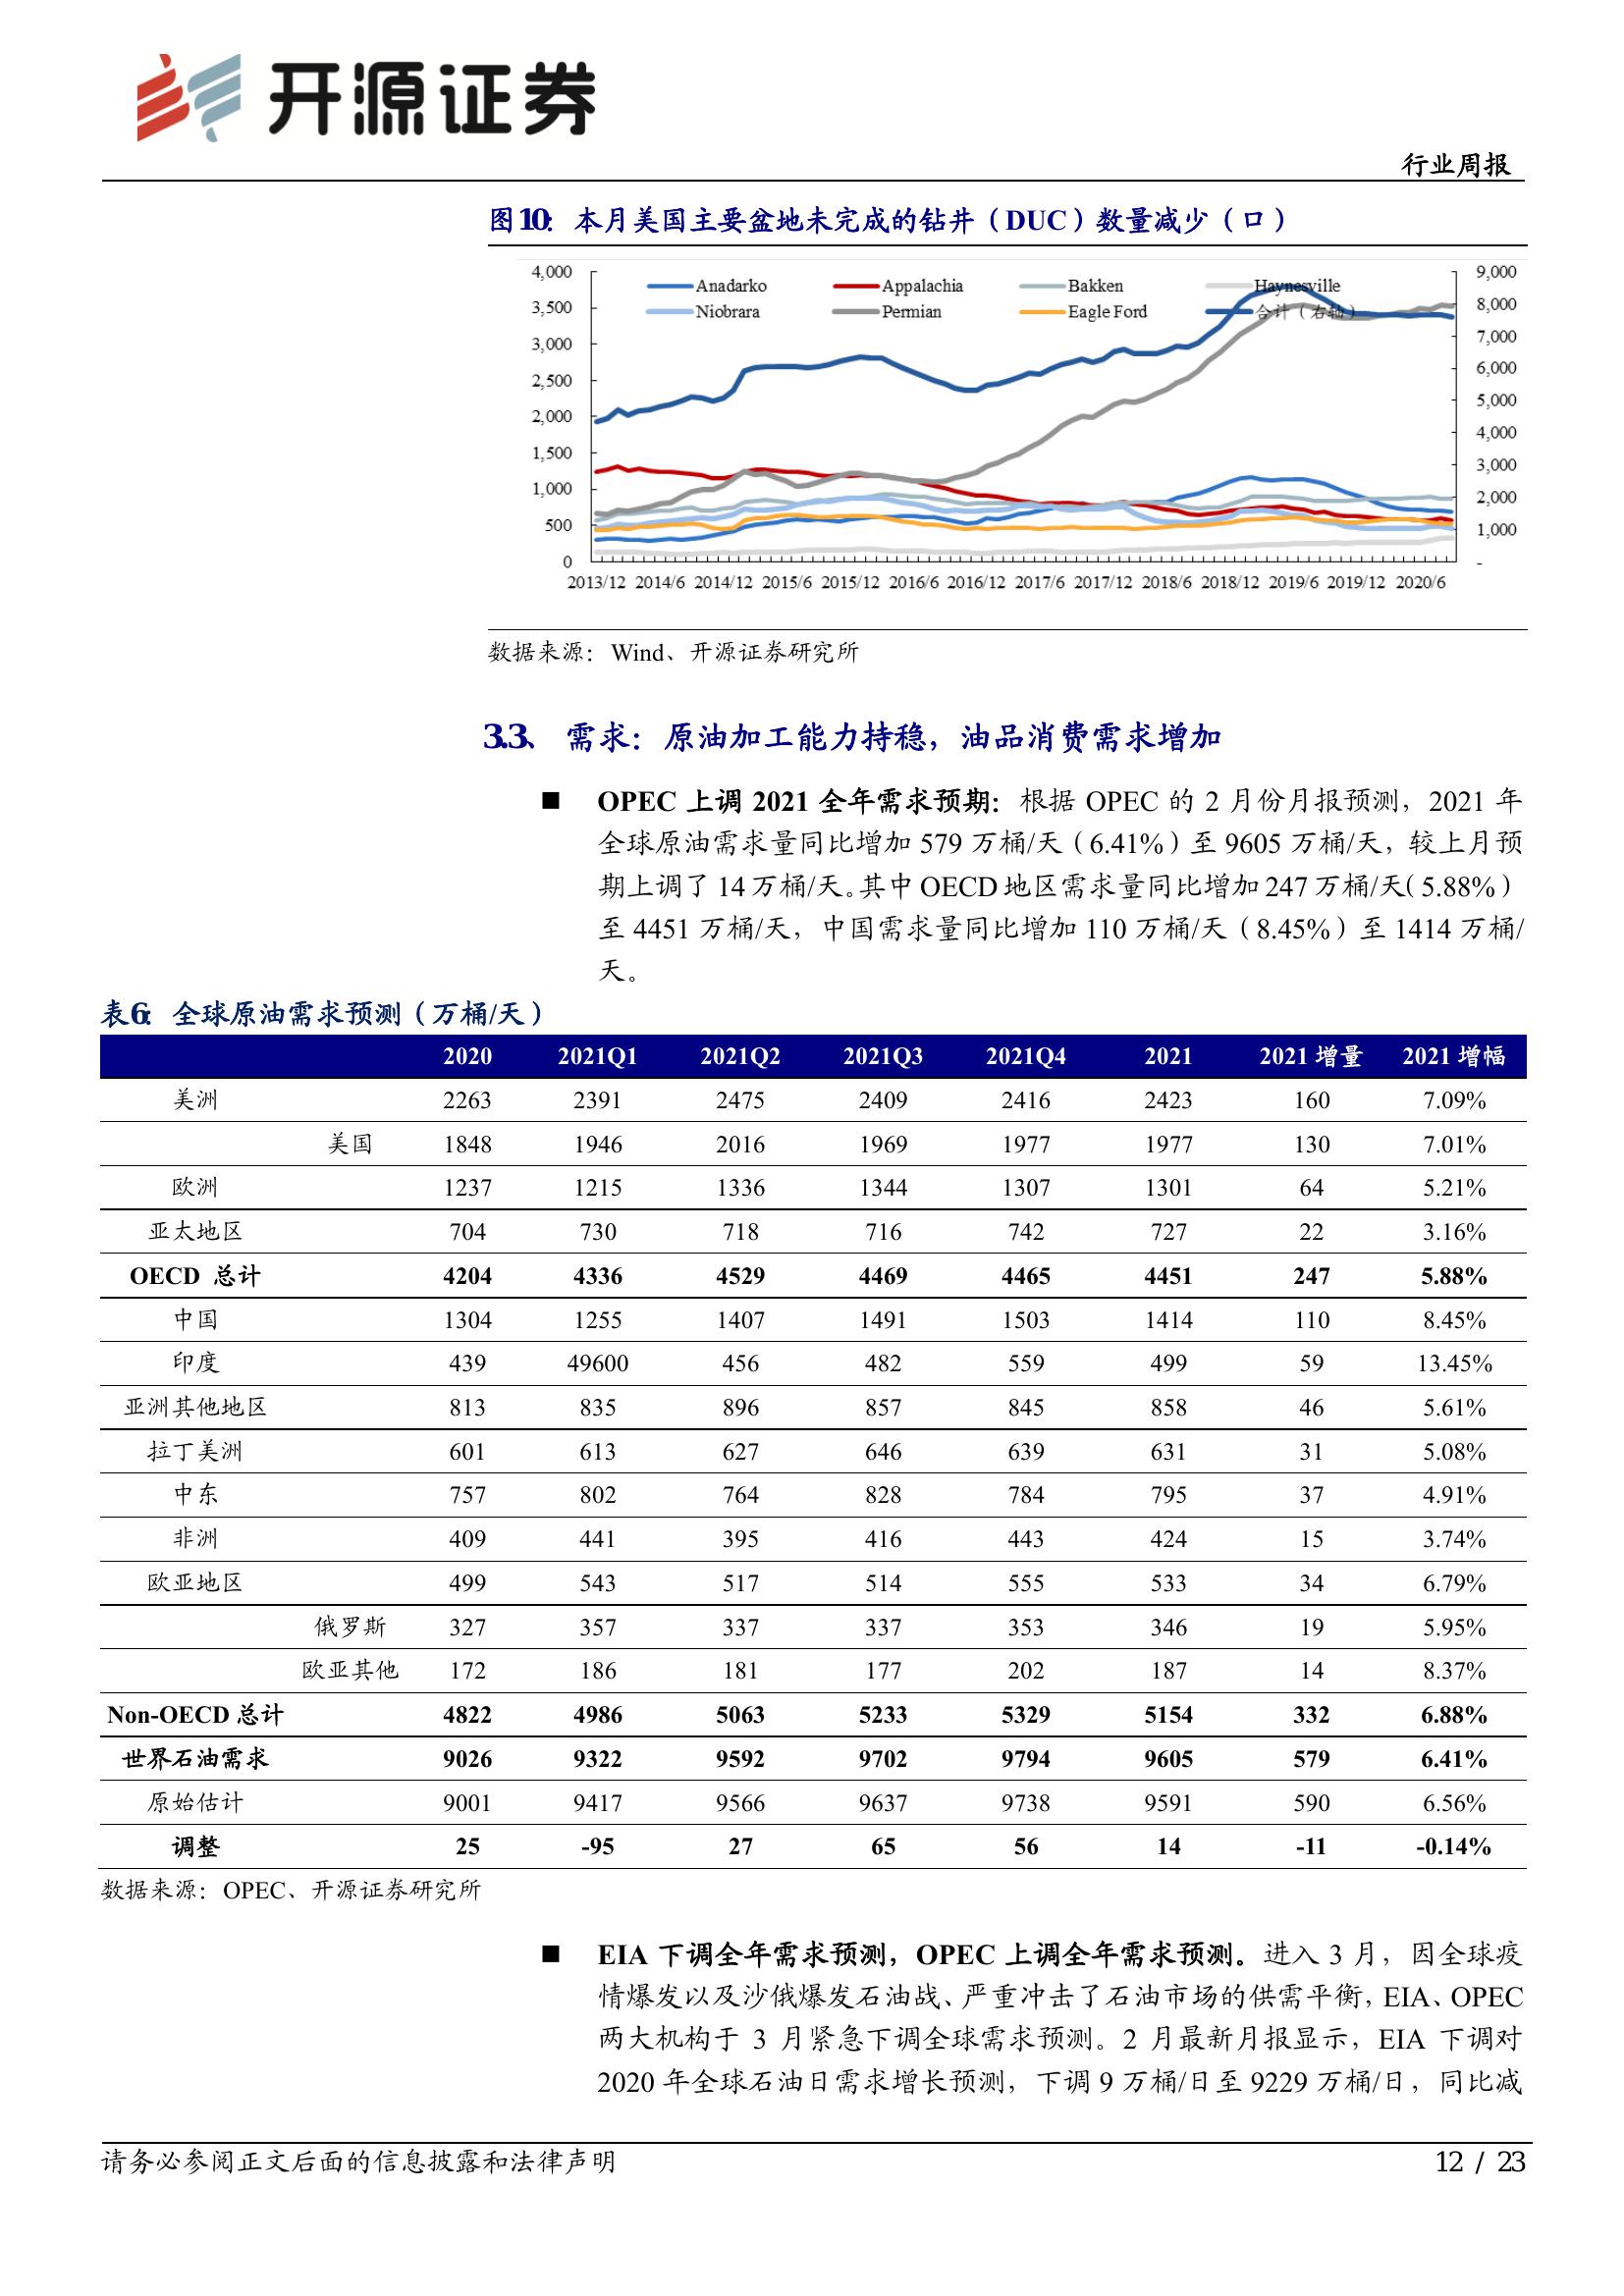 开源证券
行业周报
图10：本月美国主要盆地未完成的钻井（DUC）数量减少（口）
4,000
3,500
3,000
2,500
2,000
1,500
1,000
500
0
Anadarko Appalachia Bakken Haynesville
Niobrara Permian Eagle Ford 合计（右轴）
9,000
8,000
7,000
6,000
5,000
4,000
3,000
2,000
1,000
-
2013/12 2014/6 2014/12 2015/6 2015/12 2016/6 2016/12 2017/6 2017/12 2018/6 2018/12 2019/6 2019/12 2020/6
数据来源：Wind、开源证券研究所
3.3、 需求：原油加工能力持稳，油品消费需求增加
■ OPEC 上调 2021 全年需求预期：根据 OPEC 的 2 月份月报预测，2021 年
全球原油需求量同比增加 579 万桶/天（6.41%）至 9605 万桶/天，较上月预
期上调了 14 万桶/天。其中 OECD 地区需求量同比增加 247 万桶/天（5.88%）
至 4451 万桶/天，中国需求量同比增加 110 万桶/天（8.45%）至 1414 万桶/
天。
表6：全球原油需求预测（万桶/天）
2020 2021Q1 2021Q2 2021Q3 2021Q4 2021 2021 增量 2021 增幅
美洲 2263 2391 2475 2409 2416 2423 160 7.09%
美国 1848 1946 2016 1969 1977 1977 130 7.01%
欧洲 1237 1215 1336 1344 1307 1301 64 5.21%
亚太地区 704 730 718 716 742 727 22 3.16%
OECD 总计 4204 4336 4529 4469 4465 4451 247 5.88%
中国 1304 1255 1407 1491 1503 1414 110 8.45%
印度 439 49600 456 482 559 499 59 13.45%
亚洲其他地区 813 835 896 857 845 858 46 5.61%
拉丁美洲 601 613 627 646 639 631 31 5.08%
中东 757 802 764 828 784 795 37 4.91%
非洲 409 441 395 416 443 424 15 3.74%
欧亚地区 499 543 517 514 555 533 34 6.79%
俄罗斯 327 357 337 337 353 346 19 5.95%
欧亚其他 172 186 181 177 202 187 14 8.37%
Non-OECD 总计 4822 4986 5063 5233 5329 5154 332 6.88%
世界石油需求 9026 9322 9592 9702 9794 9605 579 6.41%
原始估计 9001 9417 9566 9637 9738 9591 590 6.56%
调整 25 -95 27 65 56 14 -11 -0.14%
数据来源：OPEC、开源证券研究所
■ EIA 下调全年需求预测，OPEC 上调全年需求预测。进入 3 月，因全球疫
情爆发以及沙俄爆发石油战、严重冲击了石油市场的供需平衡，EIA、OPEC
两大机构于 3 月紧急下调全球需求预测。2 月最新月报显示，EIA 下调对
2020 年全球石油日需求增长预测，下调 9 万桶/日至 9229 万桶/日，同比减
请务必参阅正文后面的信息披露和法律声明 12 / 23